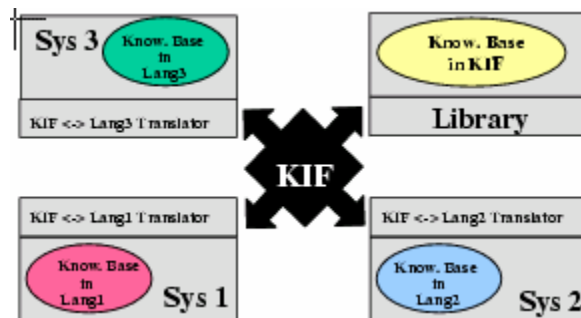 Sys 3
Know. Base
in
Lang3
KIF <-> Lang3 Translator
Know. Base
in KIF
Library
KIF
KIF <-> Lang1 Translator
Know. Base
in
Lang1
Sys 1
KIF <-> Lang2 Translator
Know. Base
in
Lang2
Sys 2